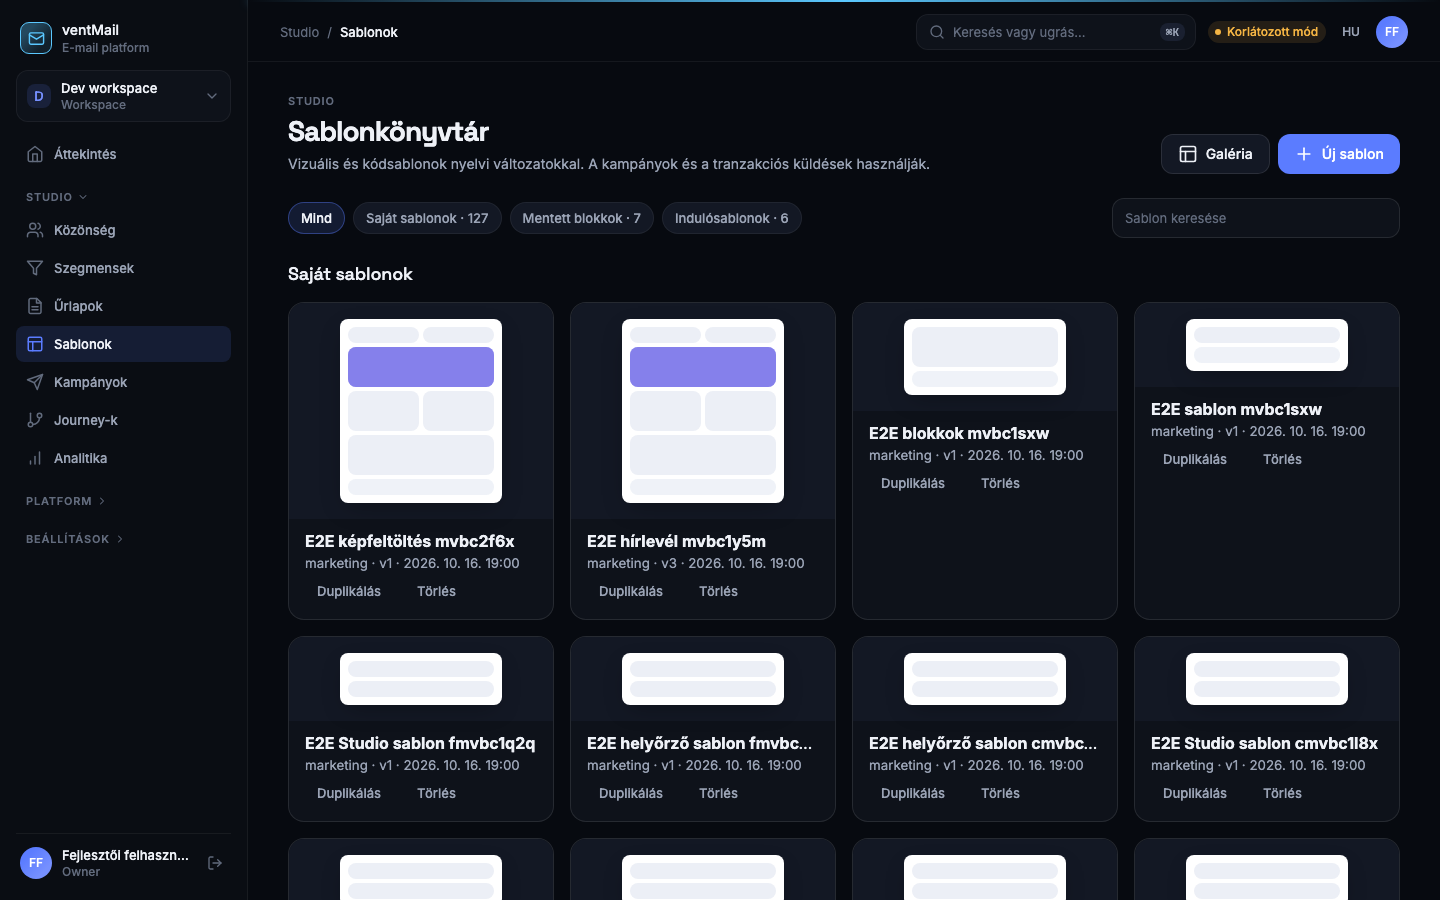 ventMail
E-mail platform
D
Dev workspace
Workspace
Áttekintés
STUDIO
Közönség
Szegmensek
Űrlapok
Sablonok
Kampányok
Journey-k
Analitika
PLATFORM
BEÁLLÍTÁSOK
FF
Fejlesztői felhaszn...
Owner
Studio / Sablonok
Keresés vagy ugrás...
⌘K
Korlátozott mód
HU
FF
STUDIO
Sablonkönyvtár
Vizuális és kódsablonok nyelvi változatokkal. A kampányok és a tranzakciós küldések használják.
Galéria
Új sablon
Mind
Saját sablonok · 127
Mentett blokkok · 7
Indulósablonok · 6
Sablon keresése
Saját sablonok
E2E képfeltöltés mvbc2f6x
marketing · v1 · 2026. 10. 16. 19:00
Duplikálás Törlés
E2E hírlevél mvbc1y5m
marketing · v3 · 2026. 10. 16. 19:00
Duplikálás Törlés
E2E blokkok mvbc1sxw
marketing · v1 · 2026. 10. 16. 19:00
Duplikálás Törlés
E2E sablon mvbc1sxw
marketing · v1 · 2026. 10. 16. 19:00
Duplikálás Törlés
E2E Studio sablon fmvbc1q2q
marketing · v1 · 2026. 10. 16. 19:00
Duplikálás Törlés
E2E helyőrző sablon fmvbc...
marketing · v1 · 2026. 10. 16. 19:00
Duplikálás Törlés
E2E helyőrző sablon cmvbc...
marketing · v1 · 2026. 10. 16. 19:00
Duplikálás Törlés
E2E Studio sablon cmvbc1l8x
marketing · v1 · 2026. 10. 16. 19:00
Duplikálás Törlés